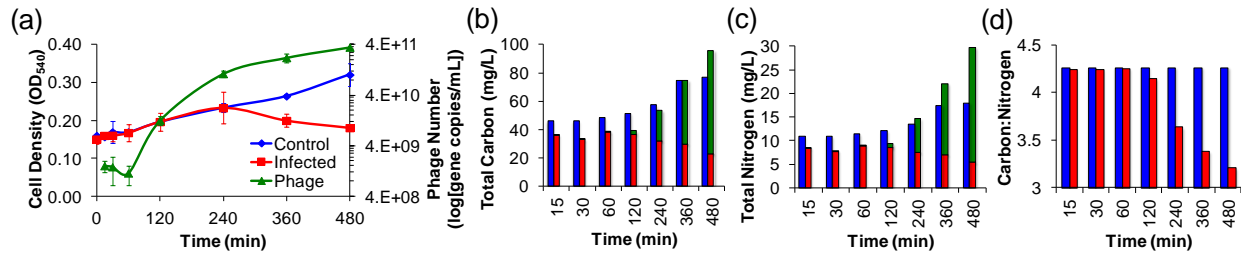 (a)
Cell Density (OD540)
0.40
0.30
0.20
0.10
0.00
0
120
240
360
480
Time (min)
Control
Infected
Phage
4.E+11
4.E+10
4.E+09
4.E+08
Phage Number
(log[gene copies/mL])
(b)
Total Carbon (mg/L)
100
80
60
40
20
0
15
30
60
120
240
360
480
Time (min)
(c)
Total Nitrogen (mg/L)
30
25
20
15
10
5
0
15
30
60
120
240
360
480
Time (min)
(d)
Carbon:Nitrogen
4.5
4
3.5
3
15
30
60
120
240
360
480
Time (min)